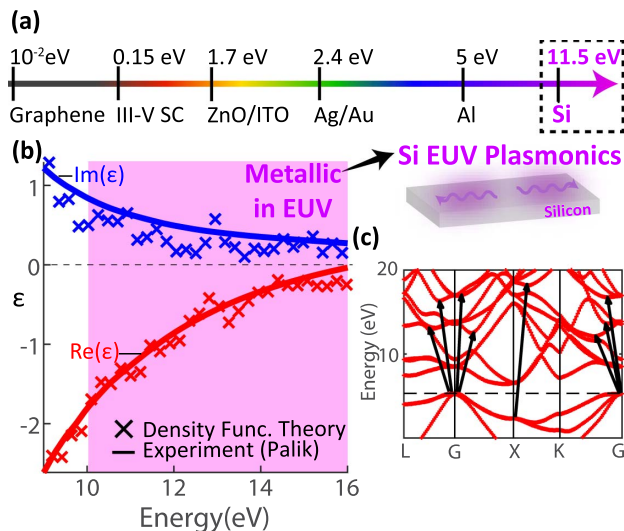 (a)
10⁻² eV 0.15 eV 1.7 eV 2.4 eV 5 eV 11.5 eV
Graphene III-V SC ZnO/ITO Ag/Au Al Si
(b)
Metallic
in EUV
Si EUV Plasmonics
Silicon
Im(ε)
Re(ε)
ε
1
0
-1
-2
Density Func. Theory
Experiment (Palik)
10 12 14 16
Energy(eV)
(c)
20
10
Energy (eV)
L G X K G